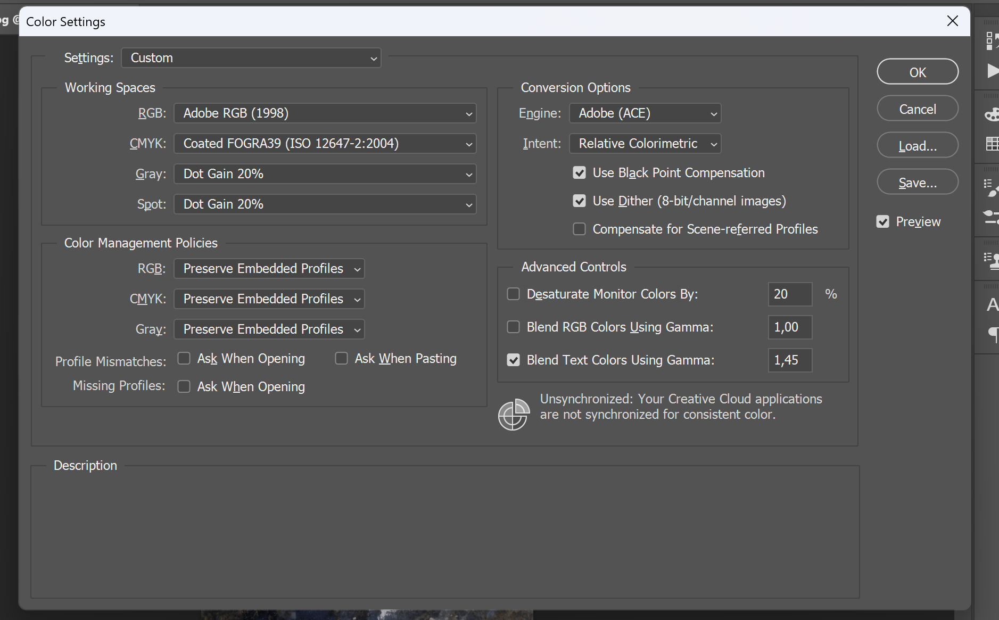 pg @
Color Settings
Settings: Custom
Working Spaces
RGB: Adobe RGB (1998)
CMYK: Coated FOGRA39 (ISO 12647-2:2004)
Gray: Dot Gain 20%
Spot: Dot Gain 20%
Color Management Policies
RGB: Preserve Embedded Profiles
CMYK: Preserve Embedded Profiles
Gray: Preserve Embedded Profiles
Profile Mismatches: Ask When Opening Ask When Pasting
Missing Profiles: Ask When Opening
Conversion Options
Engine: Adobe (ACE)
Intent: Relative Colorimetric
Use Black Point Compensation
Use Dither (8-bit/channel images)
Compensate for Scene-referred Profiles
Advanced Controls
Desaturate Monitor Colors By: 20 %
Blend RGB Colors Using Gamma: 1,00
Blend Text Colors Using Gamma: 1,45
Unsynchronized: Your Creative Cloud applications
are not synchronized for consistent color.
OK
Cancel
Load...
Save...
Preview
Description